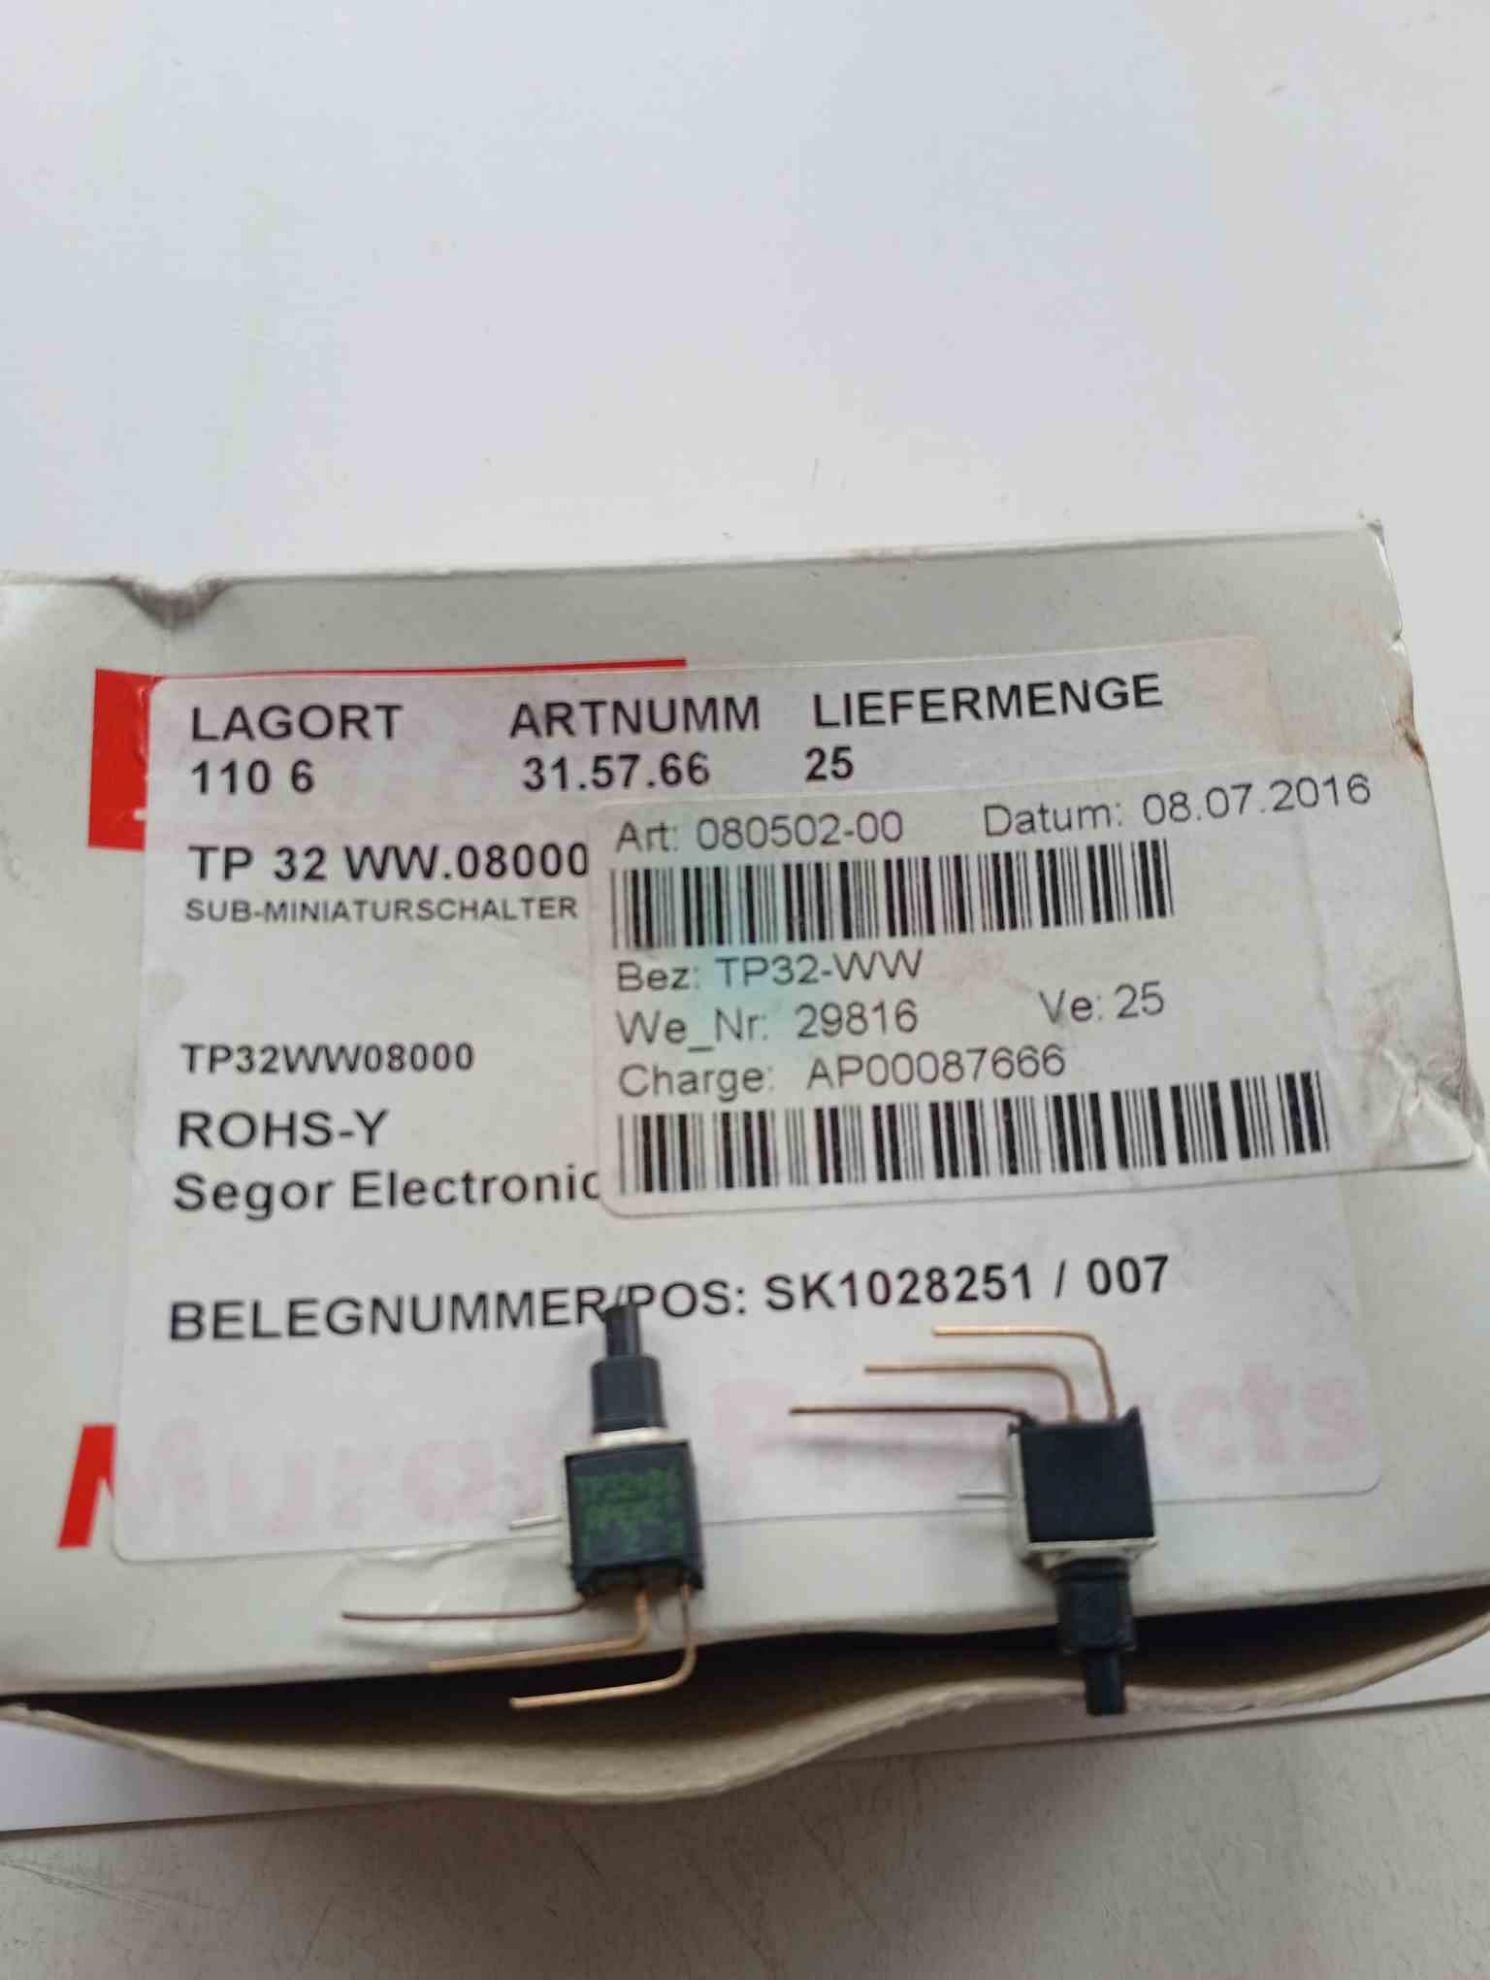 LAGORT ARTNUMM LIEFERMENGE
110 6 31.57.66 25
TP 32 WW.08000
SUB-MINIATURSCHALTER
TP32WW08000
ROHS-Y
Segor Electronic
Art: 080502-00 Datum: 08.07.2016
Bez: TP32-WW
We_Nr: 29816 Ve: 25
Charge: AP00087666
BELEGNUMMER/POS: SK1028251 / 007
2 3